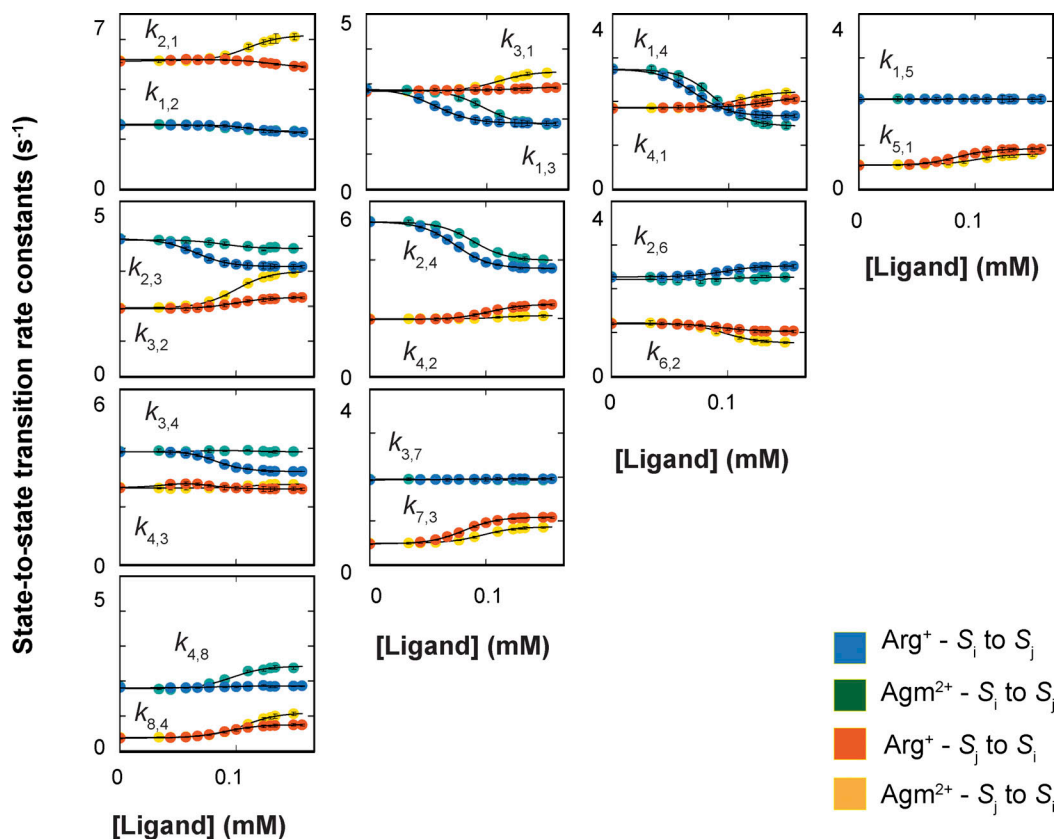 State-to-state transition rate constants (s⁻¹)
7
k₂,₁
k₁,₂
0
5
k₃,₁
k₁,₃
0
4
k₁,₄
k₄,₁
0
4
k₁,₅
k₅,₁
0
0 0.1
[Ligand] (mM)
5
k₂,₃
k₃,₂
0
6
k₂,₄
k₄,₂
0
4
k₂,₆
k₆,₂
0
0 0.1
[Ligand] (mM)
6
k₃,₄
k₄,₃
0
4
k₃,₇
k₇,₃
0
0 0.1
[Ligand] (mM)
5
k₄,₈
k₈,₄
0
0 0.1
[Ligand] (mM)
Arg⁺ - Sᵢ to Sⱼ
Agm²⁺ - Sᵢ to Sⱼ
Arg⁺ - Sⱼ to Sᵢ
Agm²⁺ - Sⱼ to Sᵢ